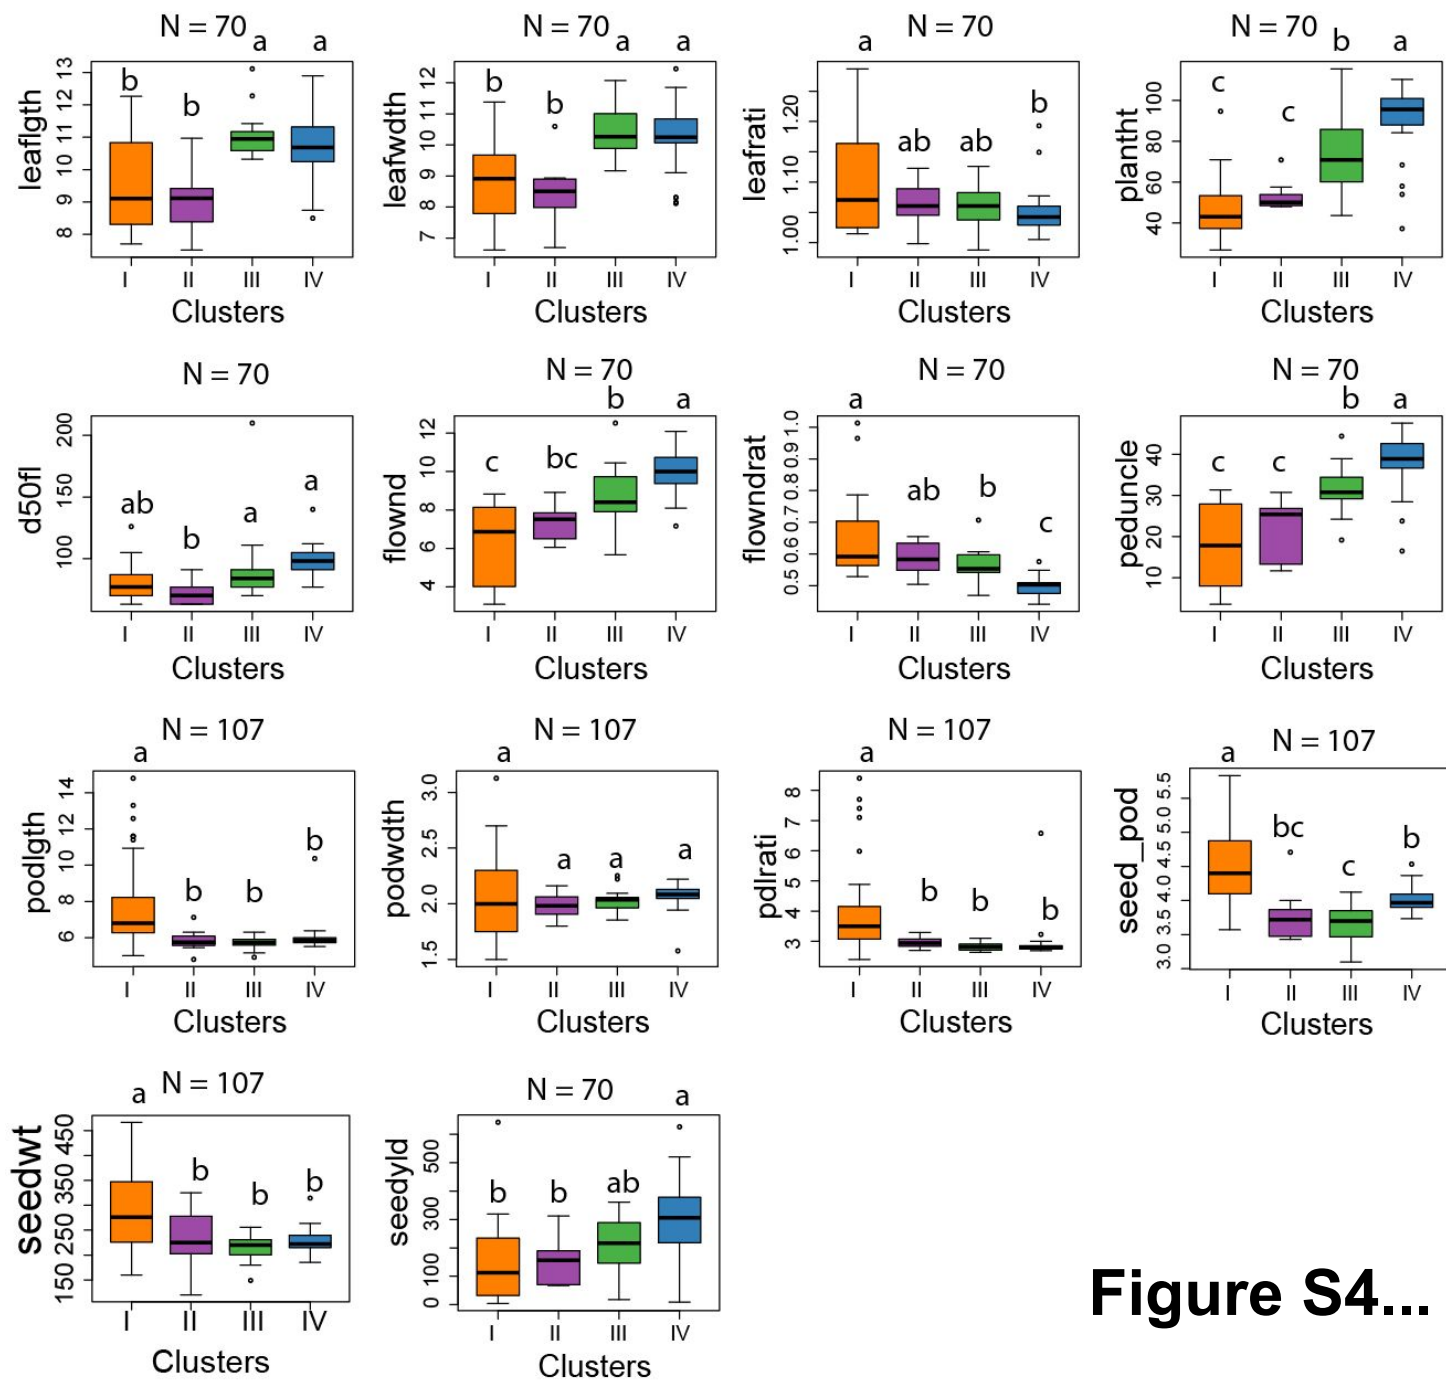 N = 70 a a
b b
leaflgth
8 9 10 11 12 13
I II III IV
Clusters
N = 70 a a
b b
leafwdth
7 8 9 10 11 12
I II III IV
Clusters
N = 70
a ab ab b
leafrati
1.00 1.10 1.20
I II III IV
Clusters
N = 70 b a
c c
plantht
40 60 80 100
I II III IV
Clusters
N = 70
ab b a a
d50fl
100 150 200
I II III IV
Clusters
N = 70
b a
c bc
flownd
4 6 8 10 12
I II III IV
Clusters
N = 70
a ab b c
flowndrat
0.5 0.6 0.7 0.8 0.9 1.0
I II III IV
Clusters
N = 70
b a
c c
peduncle
10 20 30 40
I II III IV
Clusters
N = 107
a b b b
podlgth
6 8 10 12 14
I II III IV
Clusters
N = 107
a a a a
podwdth
1.5 2.0 2.5 3.0
I II III IV
Clusters
N = 107
a b b b
pdlrati
3 4 5 6 7 8
I II III IV
Clusters
N = 107
a bc c b
seed_pod
3.0 3.5 4.0 4.5 5.0 5.5
I II III IV
Clusters
a N = 107
b b b
seedwt
150 250 350 450
I II III IV
Clusters
N = 70
a
b b ab
seedyld
0 100 300 500
I II III IV
Clusters
Figure S4...